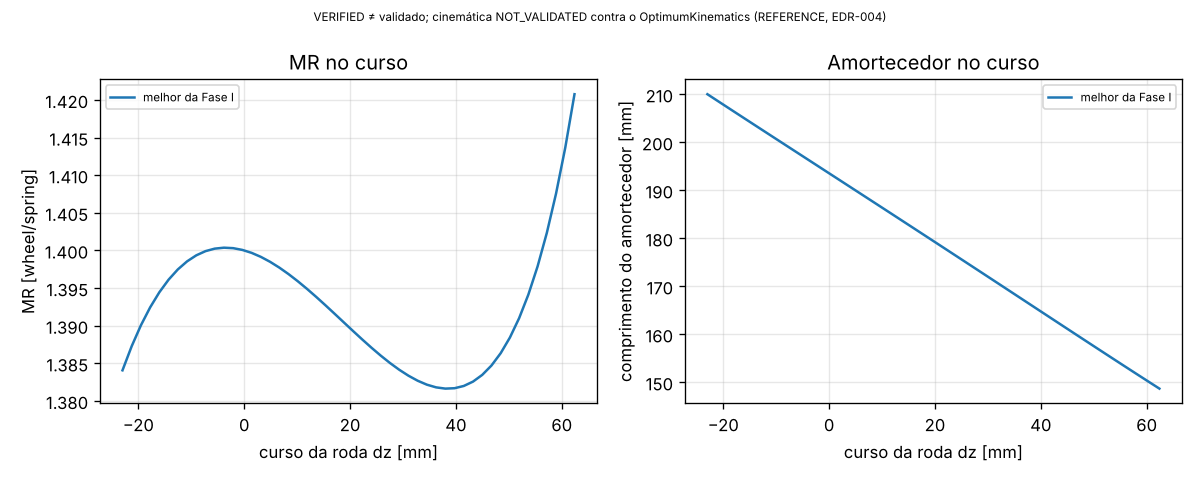 VERIFIED ≠ validado; cinemática NOT_VALIDATED contra o OptimumKinematics (REFERENCE, EDR-004)
MR no curso
MR [wheel/spring]
1.420
1.415
1.410
1.405
1.400
1.395
1.390
1.385
1.380
melhor da Fase I
−20
0
20
40
60
curso da roda dz [mm]
Amortecedor no curso
comprimento do amortecedor [mm]
210
200
190
180
170
160
150
melhor da Fase I
−20
0
20
40
60
curso da roda dz [mm]